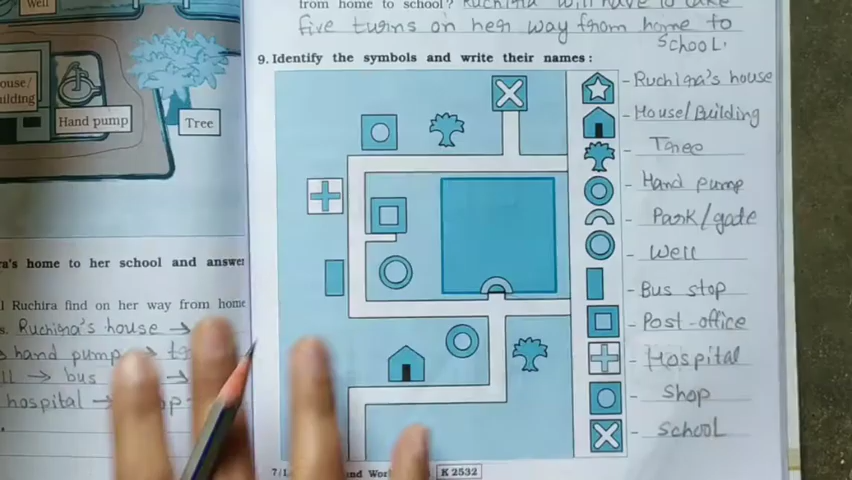 Well
House/
Building
Hand pump
Tree
's home to her school and answer
Ruchira find on her way from home
Ruchira's house →
hand pump →
→ bus →
hospital →
from home to school? Ruchira will have to take
five turns on her way from home to
School.
9. Identify the symbols and write their names :
Ruchira's house
House/Building
Tree
Hand pump
Park/gate
Well
Bus stop
Post-office
Hospital
Shop
School
K 2532